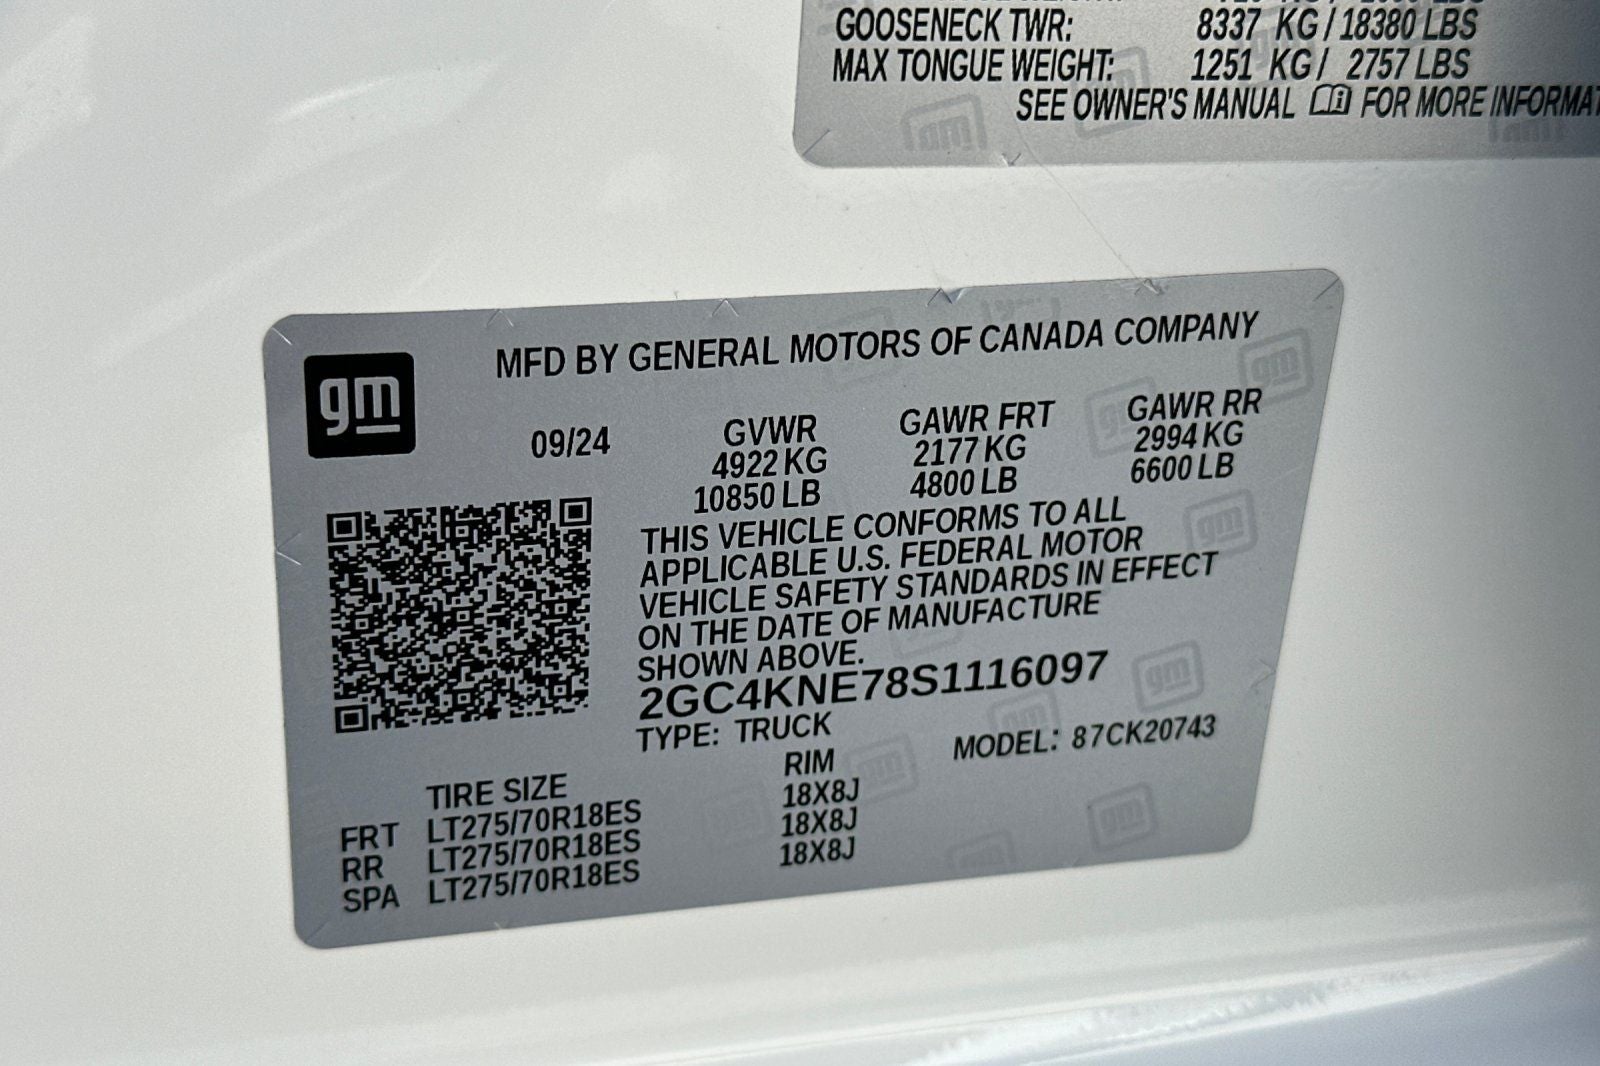 GOOSENECK TWR: 8337 KG / 18380 LBS
MAX TONGUE WEIGHT: 1251 KG / 2757 LBS
SEE OWNER'S MANUAL FOR MORE
gm
MFD BY GENERAL MOTORS OF CANADA COMPANY
09/24 GVWR GAWR FRT GAWR RR
4922 KG 2177 KG 2994 KG
10850 LB 4800 LB 6600 LB
THIS VEHICLE CONFORMS TO ALL
APPLICABLE U.S. FEDERAL MOTOR
VEHICLE SAFETY STANDARDS IN EFFECT
ON THE DATE OF MANUFACTURE
SHOWN ABOVE.
2GC4KNE78S1116097
TYPE: TRUCK MODEL: 87CK20743
TIRE SIZE RIM
FRT LT275/70R18ES 18X8J
RR LT275/70R18ES 18X8J
SPA LT275/70R18ES 18X8J